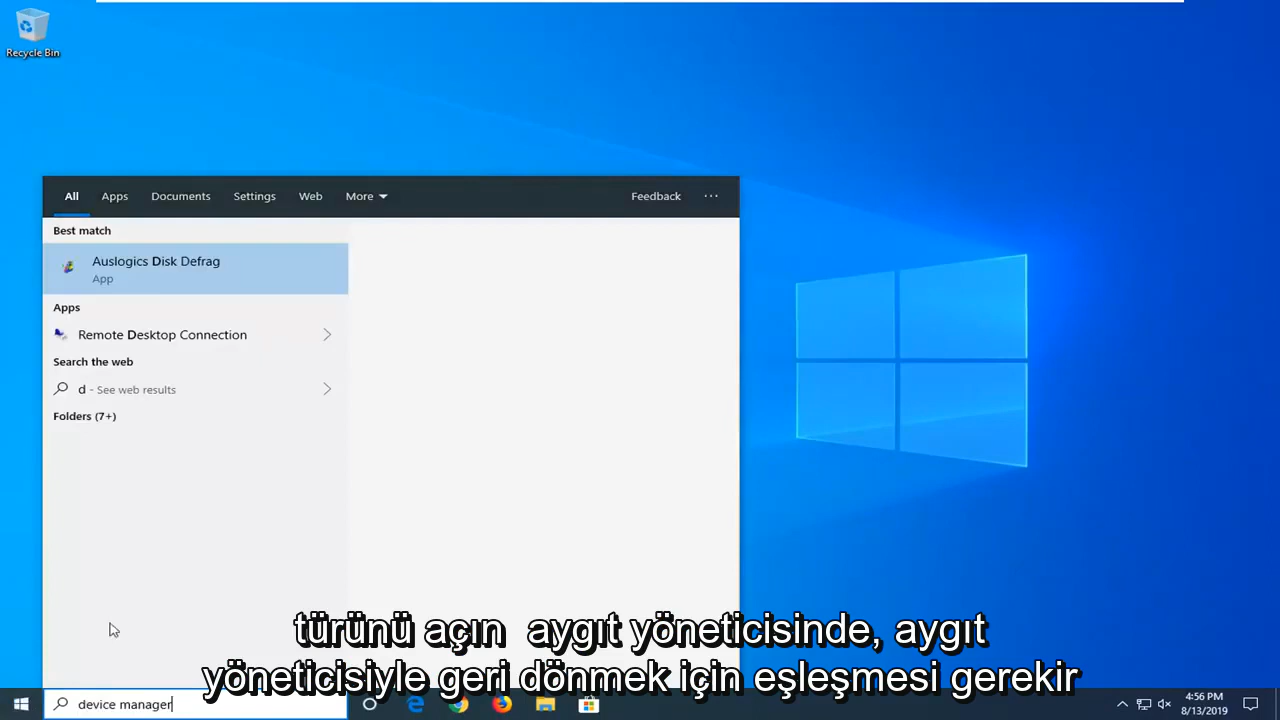 Recycle Bin
All Apps Documents Settings Web More Feedback ...
Best match
Auslogics Disk Defrag
App
Apps
Remote Desktop Connection
Search the web
d - See web results
Folders (7+)
türünü açın aygıt yöneticisinde, aygıt
yöneticisiyle geri dönmek için eşleşmesi gerekir
device manager
4:56 PM
8/13/2019